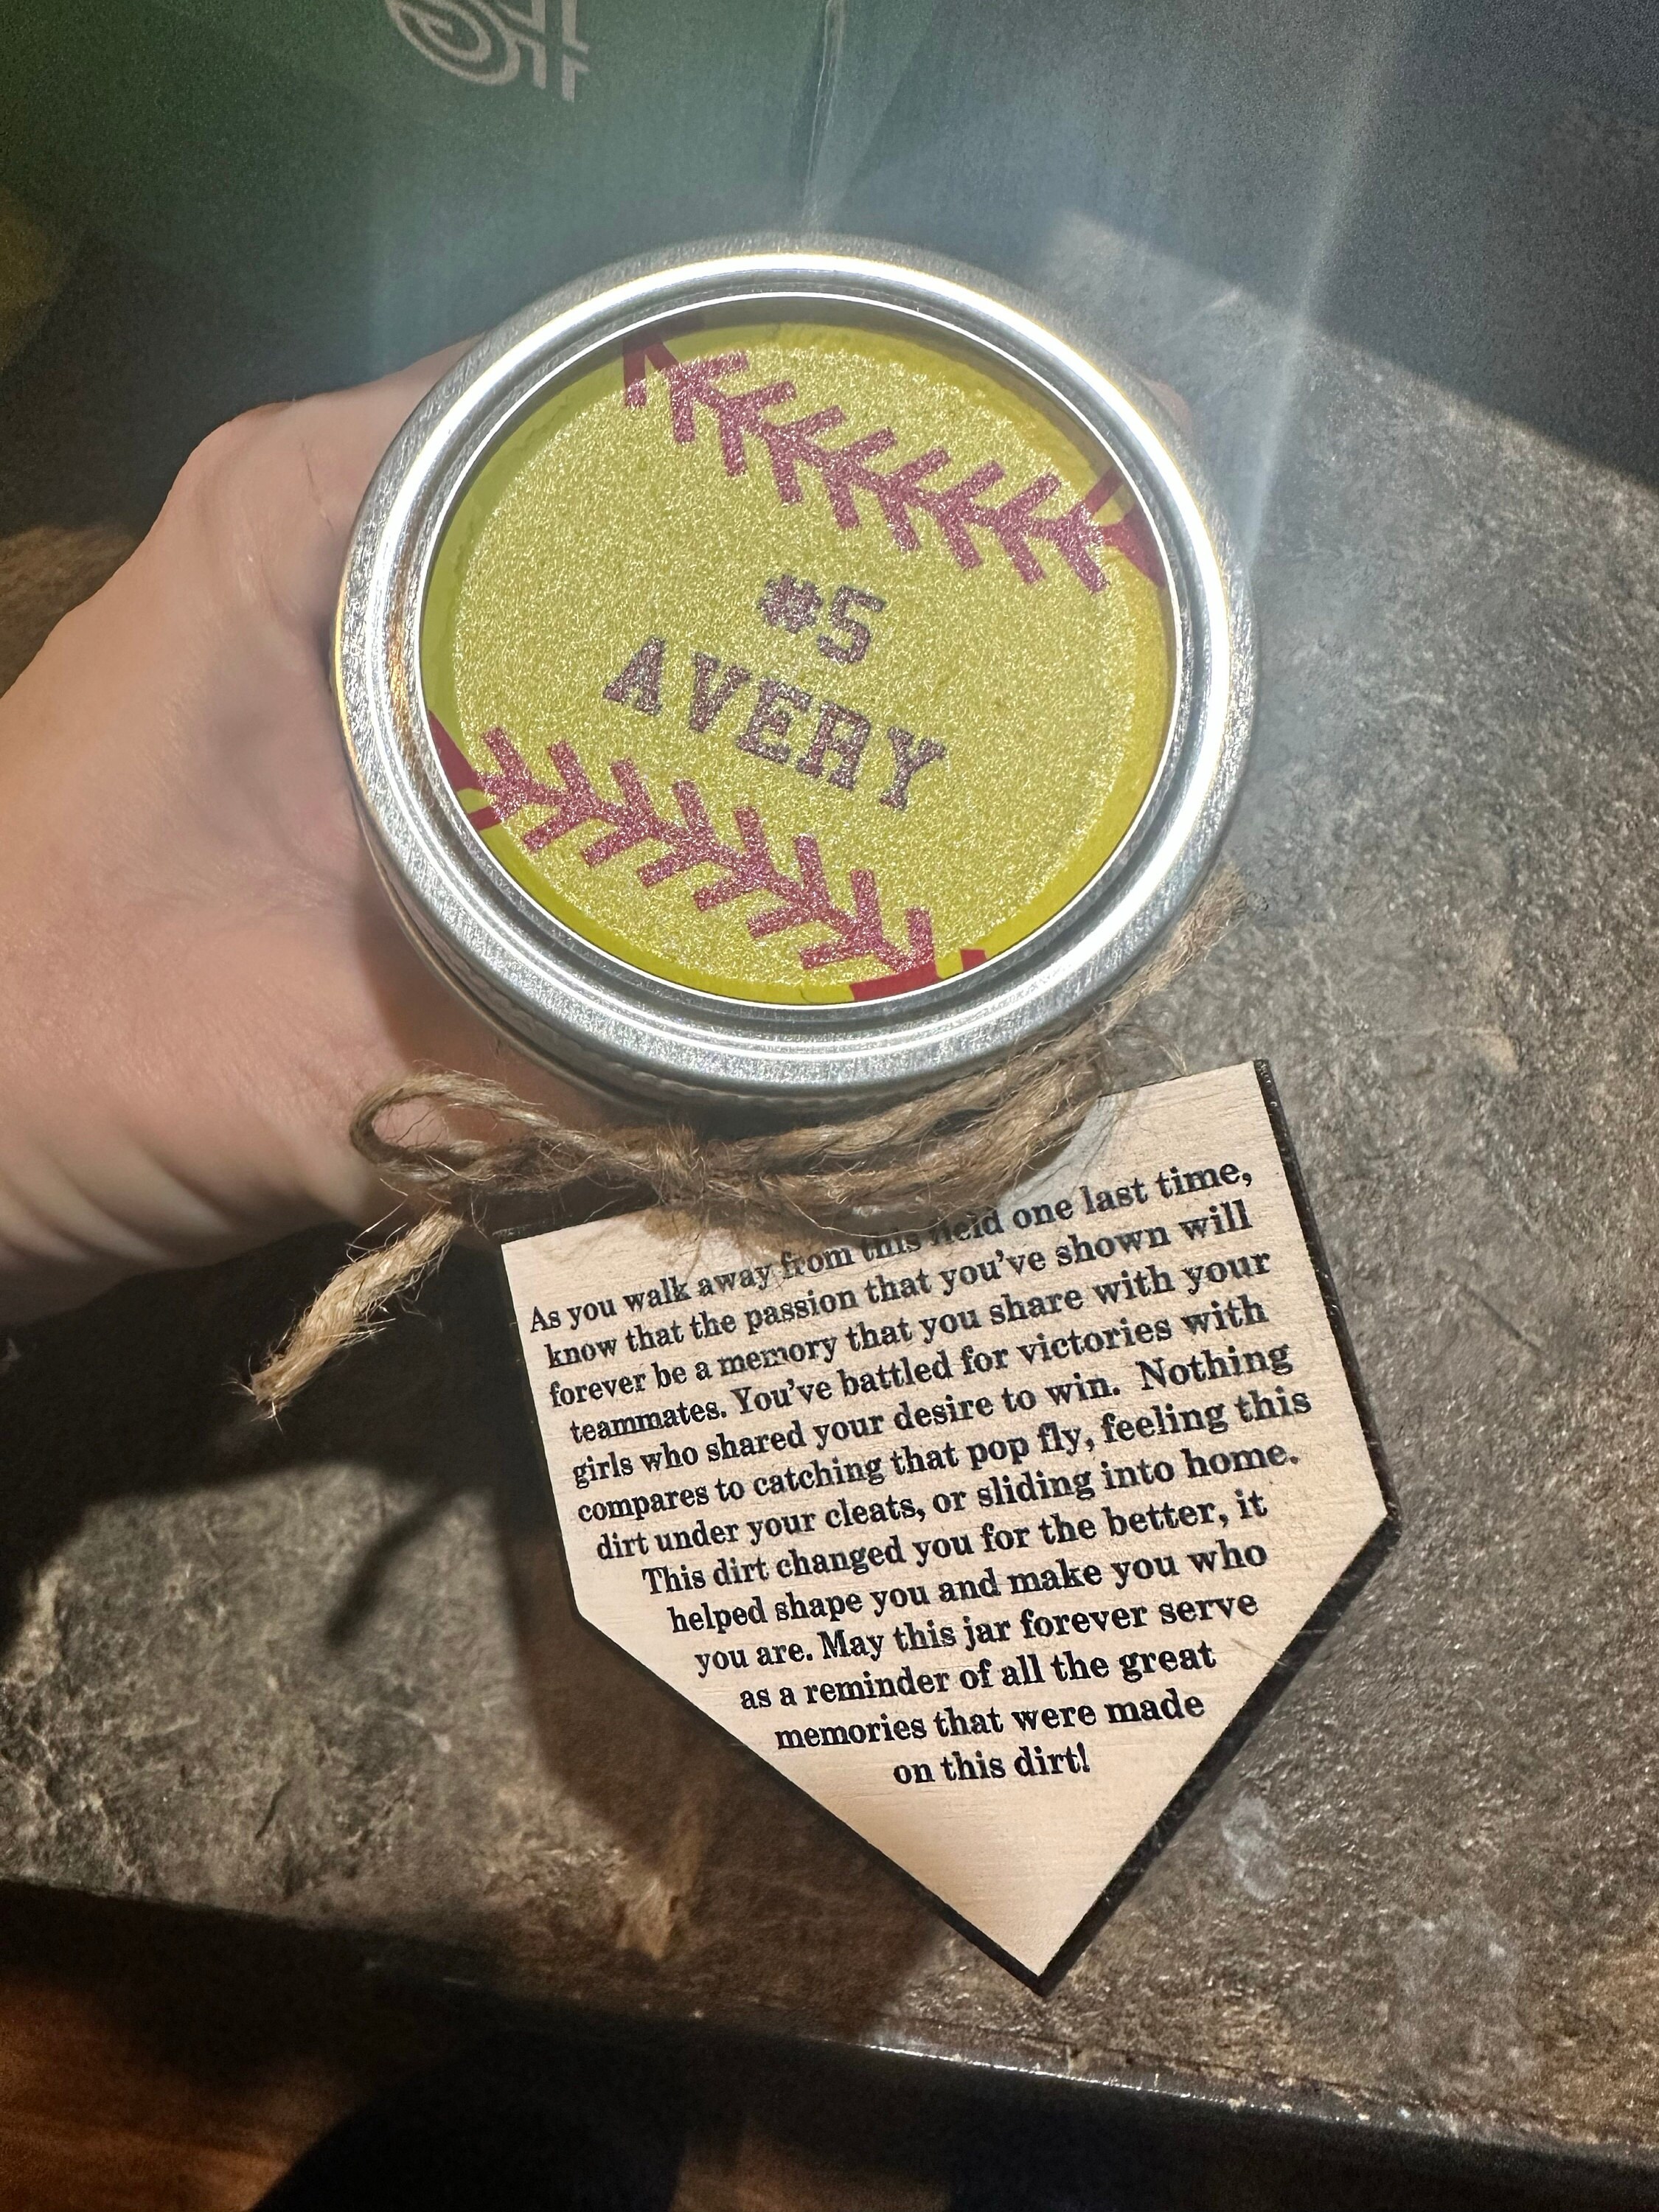 #5
AVERY
As you walk away from this field one last time,
know that the passion that you've shown will
forever be a memory that you share with your
teammates. You've battled for victories with
girls who shared your desire to win. Nothing
compares to catching that pop fly, feeling this
dirt under your cleats, or sliding into home.
This dirt changed you for the better, it
helped shape you and make you who
you are. May this jar forever serve
as a reminder of all the great
memories that were made
on this dirt!